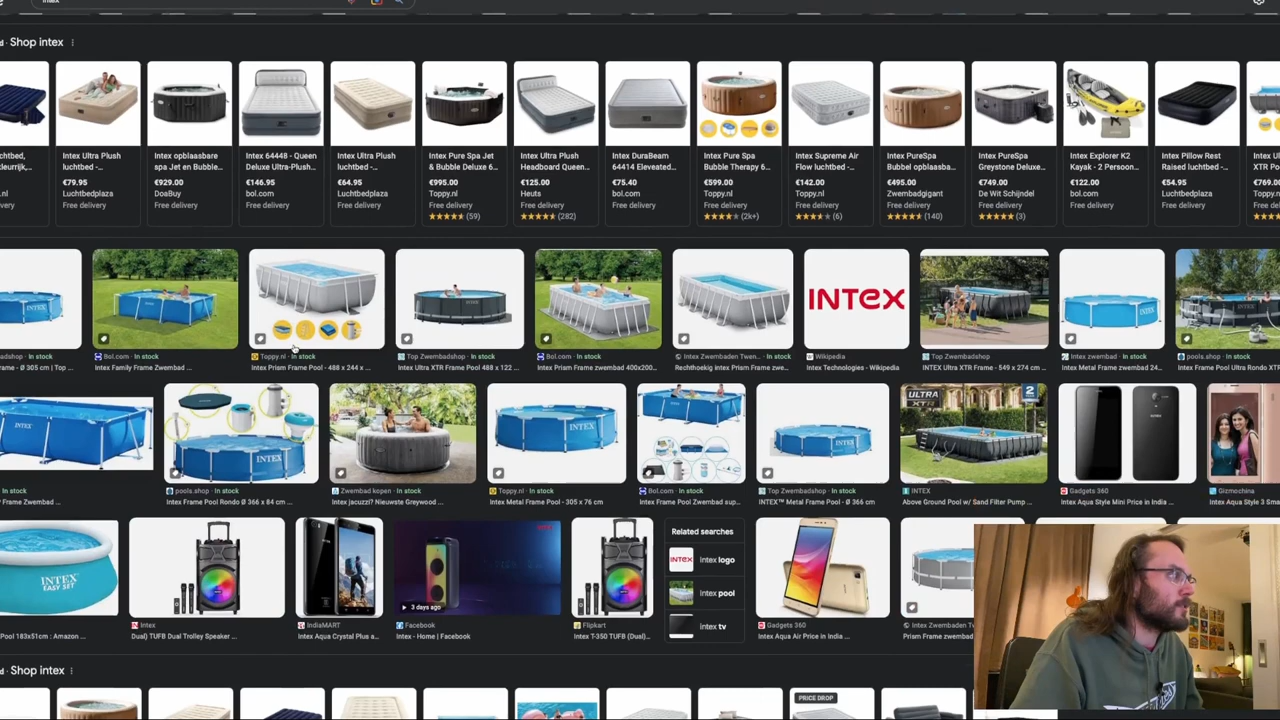 intex
Shop intex
Intex Ultra Plush luchtbed -...
€79.95
Luchtbedplaza
Free delivery
Intex opblaasbare spa Jet en Bubble...
€929.00
DoaBuy
Free delivery
Intex 64448 - Queen Deluxe Ultra-Plush...
€146.95
bol.com
Free delivery
Intex Ultra Plush luchtbed -...
€64.95
Luchtbedplaza
Free delivery
Intex Pure Spa Jet & Bubble Deluxe 6...
€995.00
Toppy.nl
Free delivery
(59)
Intex Ultra Plush Headboard Queen...
€125.00
Heuts
Free delivery
(282)
Intex DuraBeam 64414 Elevated...
€75.40
bol.com
Free delivery
Intex Pure Spa Bubble Therapy 6...
€599.00
Toppy.nl
Free delivery
(2k+)
Intex Supreme Air Flow luchtbed -...
€142.00
bol.com
Free delivery
(6)
Intex PureSpa Bubbel opblaasba...
€495.00
Zwembadgigant
Free delivery
(140)
Intex PureSpa Greystone Deluxe...
€749.00
De Wit Schijndel
Free delivery
(3)
Intex Explorer K2 Kayak - 2 Person...
€122.00
bol.com
Free delivery
Intex Pillow Rest Raised luchtbed -...
€54.95
Luchtbedplaza
Free delivery
INTEX
In stock
Bol.com · In stock
Intex Family Frame Zwembad ...
Toppy.nl · In stock
Intex Prism Frame Pool - 488 x 244 x ...
Top Zwembadshop · In stock
Intex Ultra XTR Frame Pool - 488 x 122 ...
Bol.com · In stock
Intex Prism Frame zwembad 400x200...
Intex Zwembaden Twen... · In stock
Rechthoekig Intex Prism Frame zwe...
Wikipedia
Intex Technologies - Wikipedia
Top Zwembadshop
INTEX Ultra XTR Frame - 549 x 274 cm ...
Intex zwembad · In stock
Intex Metal Frame zwembad 24...
pools.shop · In stock
Intex Frame Pool Ultra Rondo XTR
INTEX
ULTRA XTR
In stock
Frame Zwembad ...
pools.shop · In stock
Intex Frame Pool Rondo Ø 366 x 84 cm ...
Zwembad kopen · In stock
Intex jacuzzi? Nieuwste Greywood ...
Toppy.nl · In stock
Intex Metal Frame Pool - 305 x 76 cm
Bol.com · In stock
Intex Frame Pool Zwembad sup...
Top Zwembadshop · In stock
INTEX™ Metal Frame Pool - Ø 366 cm
INTEX
Above Ground Pool w/ Sand Filter Pump ...
Gadgets 360
Intex Aqua Style Mini Price in India ...
Gizmochina
Intex Aqua Style 3 Sma
INTEX
EASY SET
Pool 183x51cm : Amazon ...
Intex
Dual) TUFB Dual Trolley Speaker ...
IndiaMART
Intex Aqua Crystal Plus a...
3 days ago
Facebook
Intex - Home | Facebook
Flipkart
Intex T-350 TUFB (Dual)...
Related searches
intex logo
intex pool
intex tv
Gadgets 360
Intex Aqua Air Price in India ...
Intex Zwembaden Tw
Prism Frame zwembad
Shop intex
PRICE DROP